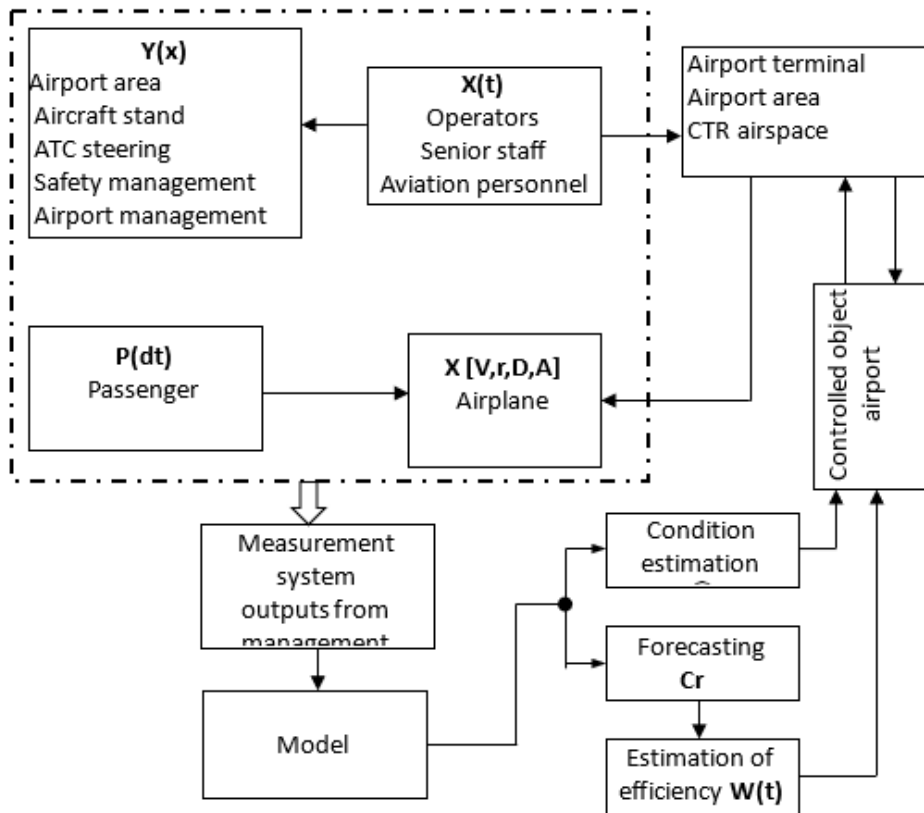 Y(x)
Airport area
Aircraft stand
ATC steering
Safety management
Airport management
X(t)
Operators
Senior staff
Aviation personnel
Airport terminal
Airport area
CTR airspace
P(dt)
Passenger
X [V,r,D,A]
Airplane
Controlled object
airport
Measurement
system
outputs from
management
Model
Condition
estimation
Forecasting
Cr
Estimation of
efficiency W(t)